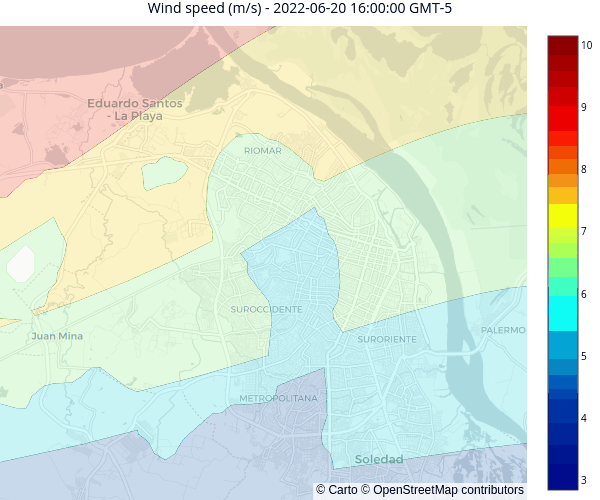 Wind speed (m/s) - 2022-06-20 16:00:00 GMT-5
Eduardo Santos
- La Playa
RIOMAR
SUROCCIDENTE
Juan Mina
SURORIENTE
PALERMO
METROPOLITANA
Soledad
© Carto © OpenStreetMap contributors
10
9
8
7
6
5
4
3